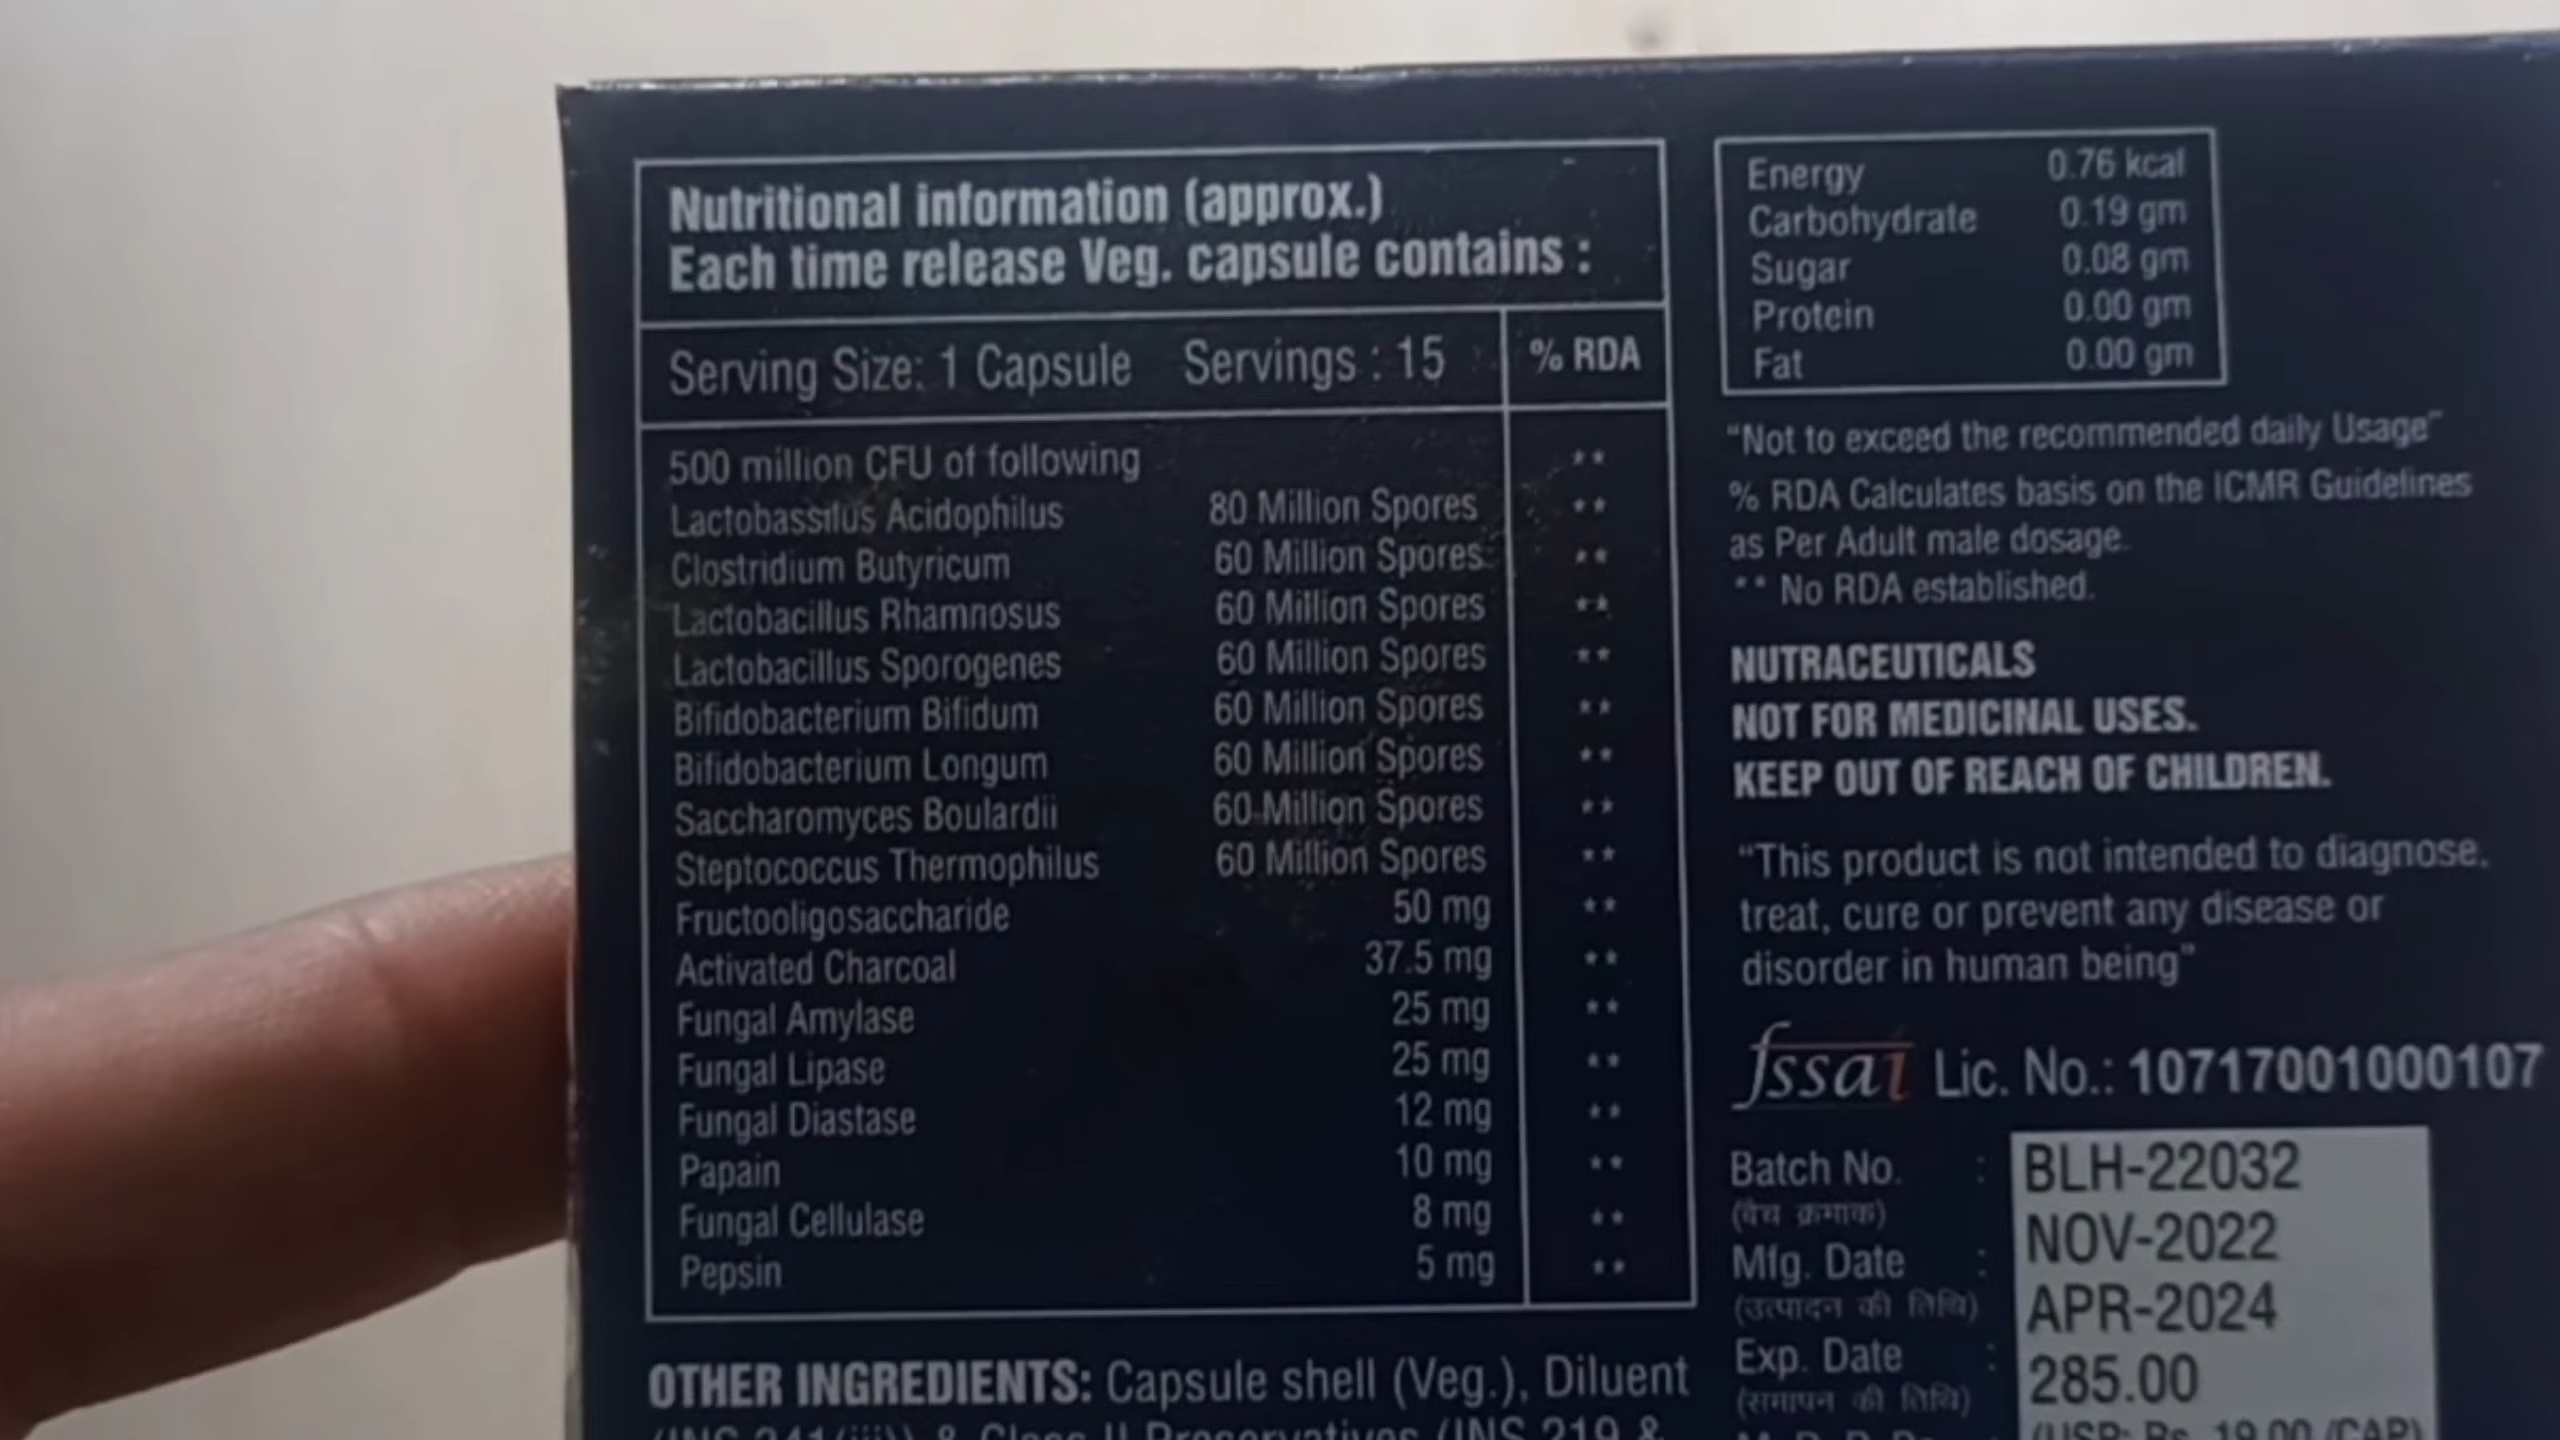 Nutritional information (approx.)
Each time release Veg. capsule contains :
Serving Size: 1 Capsule Servings : 15 % RDA
500 million CFU of following **
Lactobassilus Acidophilus 80 Million Spores **
Clostridium Butyricum 60 Million Spores **
Lactobacillus Rhamnosus 60 Million Spores **
Lactobacillus Sporogenes 60 Million Spores **
Bifidobacterium Bifidum 60 Million Spores **
Bifidobacterium Longum 60 Million Spores **
Saccharomyces Boulardii 60 Million Spores **
Steptococcus Thermophilus 60 Million Spores **
Fructooligosaccharide 50 mg **
Activated Charcoal 37.5 mg **
Fungal Amylase 25 mg **
Fungal Lipase 25 mg **
Fungal Diastase 12 mg **
Papain 10 mg **
Fungal Cellulase 8 mg **
Pepsin 5 mg **
OTHER INGREDIENTS: Capsule shell (Veg.), Diluent
& Class II Preservatives (INS 219 &
Energy 0.76 kcal
Carbohydrate 0.19 gm
Sugar 0.08 gm
Protein 0.00 gm
Fat 0.00 gm
"Not to exceed the recommended daily Usage"
% RDA Calculates basis on the ICMR Guidelines
as Per Adult male dosage.
** No RDA established.
NUTRACEUTICALS
NOT FOR MEDICINAL USES.
KEEP OUT OF REACH OF CHILDREN.
"This product is not intended to diagnose,
treat, cure or prevent any disease or
disorder in human being"
fssai Lic. No.: 10717001000107
Batch No. : BLH-22032
(बैच क्रमांक)
NOV-2022
Mfg. Date :
(उत्पादन की तिथि) APR-2024
Exp. Date : 285.00
(समापन की तिथि)
(USP: Rs. 19.00 /CAP)